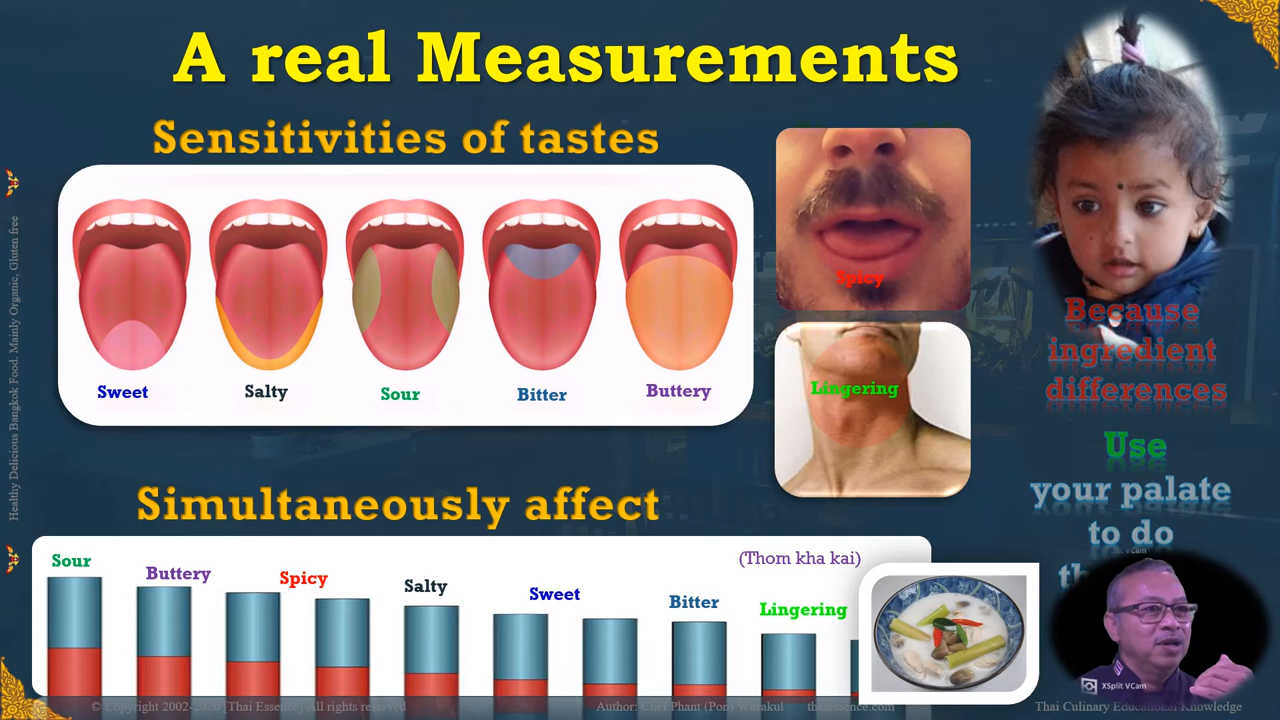 A real Measurements
Sensitivities of tastes
Sweet
Salty
Sour
Bitter
Buttery
Spicy
Lingering
Because
ingredient
differences
Use
your palate
to do
Simultaneously affect
(Thom kha kai)
Sour
Buttery
Spicy
Salty
Sweet
Bitter
Lingering
XSplit VCam
Healthy Delicious Bangkok Food. Mainly Organic, Gluten free
© Copyright 2002-20 [Thai Essence] All rights reserved
Author: Chef Phant (Pon) Worakul thaiessence.com
Thai Culinary Educational Knowledge